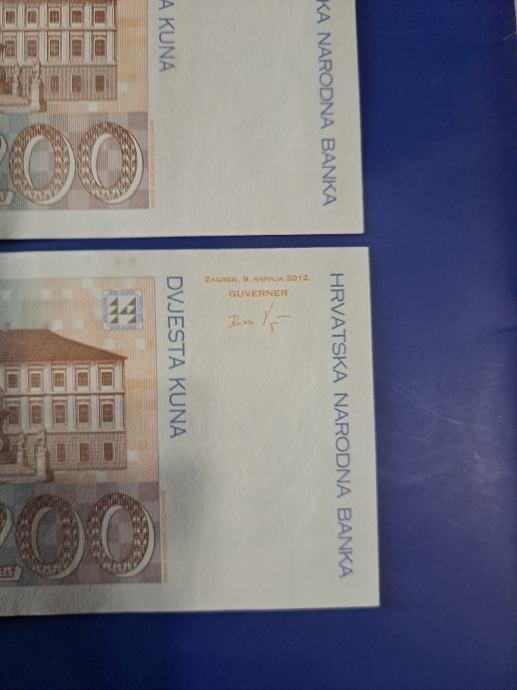 A KUNA
KA NARODNA BANKA
200
ZAGREB, 9. SRPNJA 2012.
GUVERNER
DVJESTA KUNA
HRVATSKA NARODNA BANKA
200